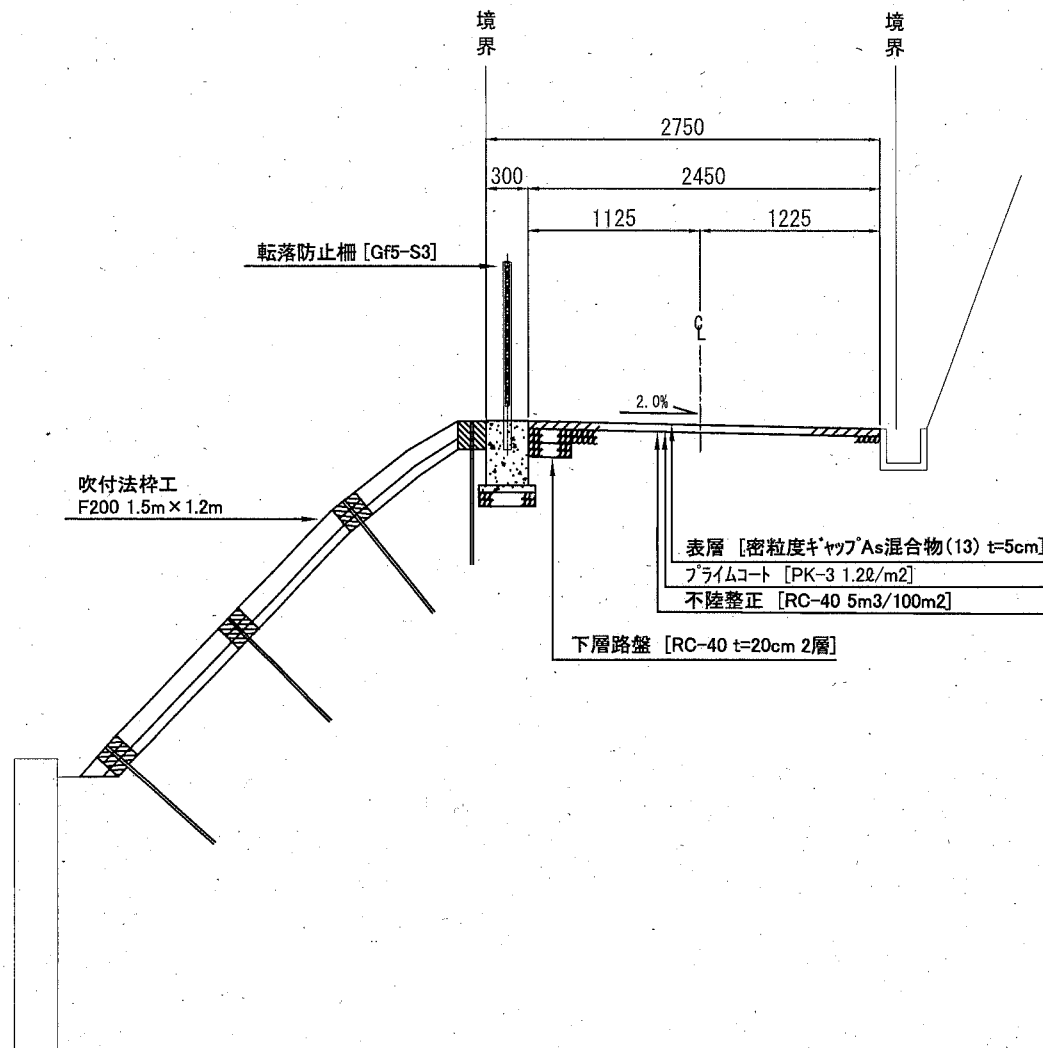 境界
境界
2750
300
2450
1125
1225
転落防止柵 [Gf5-S3]
CL
2.0%
吹付法枠工
F200 1.5m×1.2m
表層 [密粒度ギャップAs混合物(13) t=5cm]
プライムコート [PK-3 1.2ℓ/m2]
不陸整正 [RC-40 5m3/100m2]
下層路盤 [RC-40 t=20cm 2層]